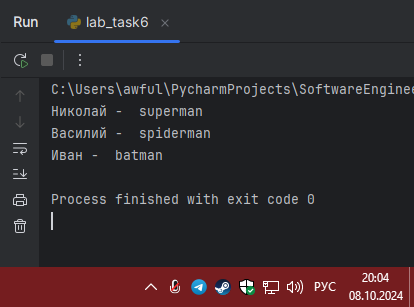 Run lab_task6
C:\Users\awful\PycharmProjects\SoftwareEnginee
Николай -  superman
Василий -  spiderman
Иван -  batman
Process finished with exit code 0
РУС
20:04
08.10.2024